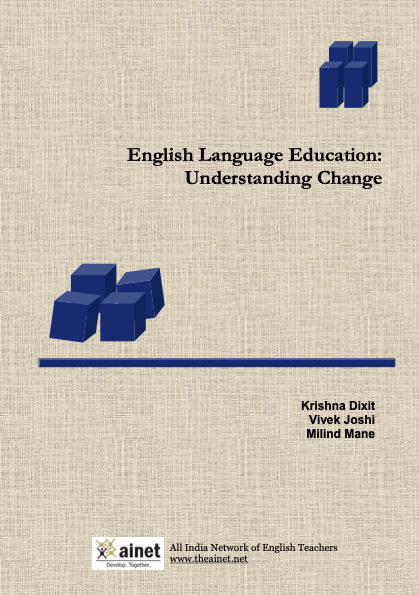 English Language Education:
Understanding Change
Krishna Dixit
Vivek Joshi
Milind Mane
ainet
Develop. Together.
All India Network of English Teachers
www.theainet.net